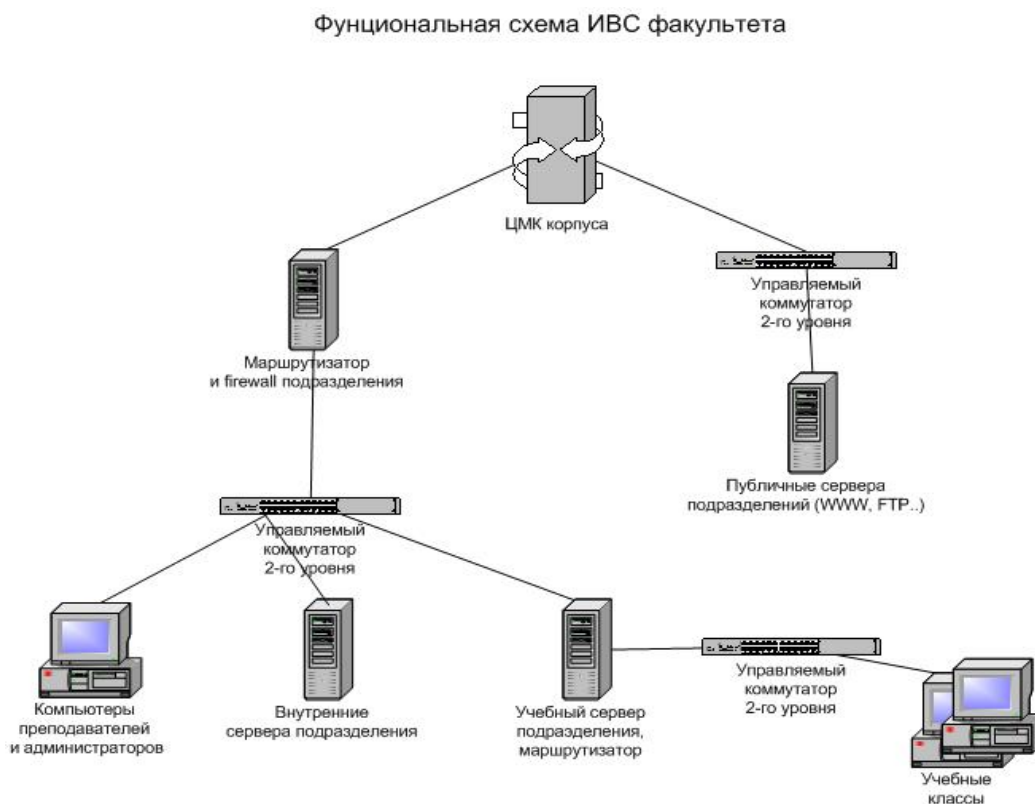 Фунциональная схема ИВС факультета
ЦМК корпуса
Управляемый
коммутатор
2-го уровня
Маршрутизатор
и firewall подразделения
Публичные сервера
подразделений (WWW, FTP..)
Управляемый
коммутатор
2-го уровня
Компьютеры
преподавателей
и администраторов
Внутренние
сервера подразделения
Учебный сервер
подразделения,
маршрутизатор
Управляемый
коммутатор
2-го уровня
Учебные
классы